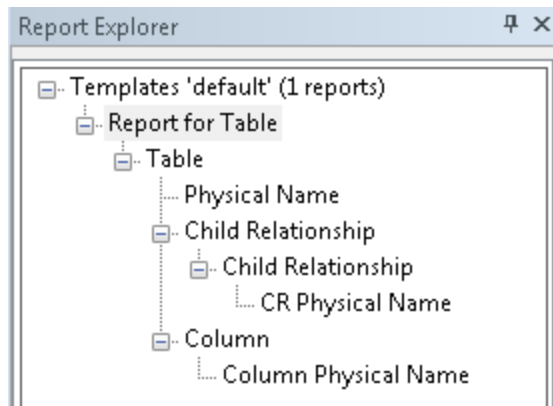 Report Explorer
Templates 'default' (1 reports)
Report for Table
Table
Physical Name
Child Relationship
Child Relationship
CR Physical Name
Column
Column Physical Name